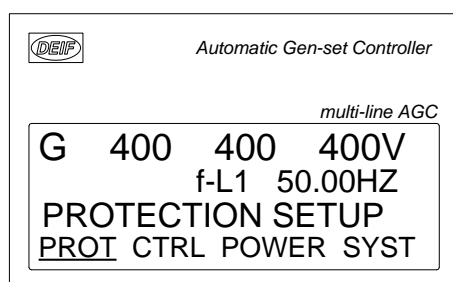 DEIF
Automatic Gen-set Controller
multi-line AGC
G 400 400 400V
f-L1 50.00HZ
PROTECTION SETUP
PROT CTRL POWER SYST